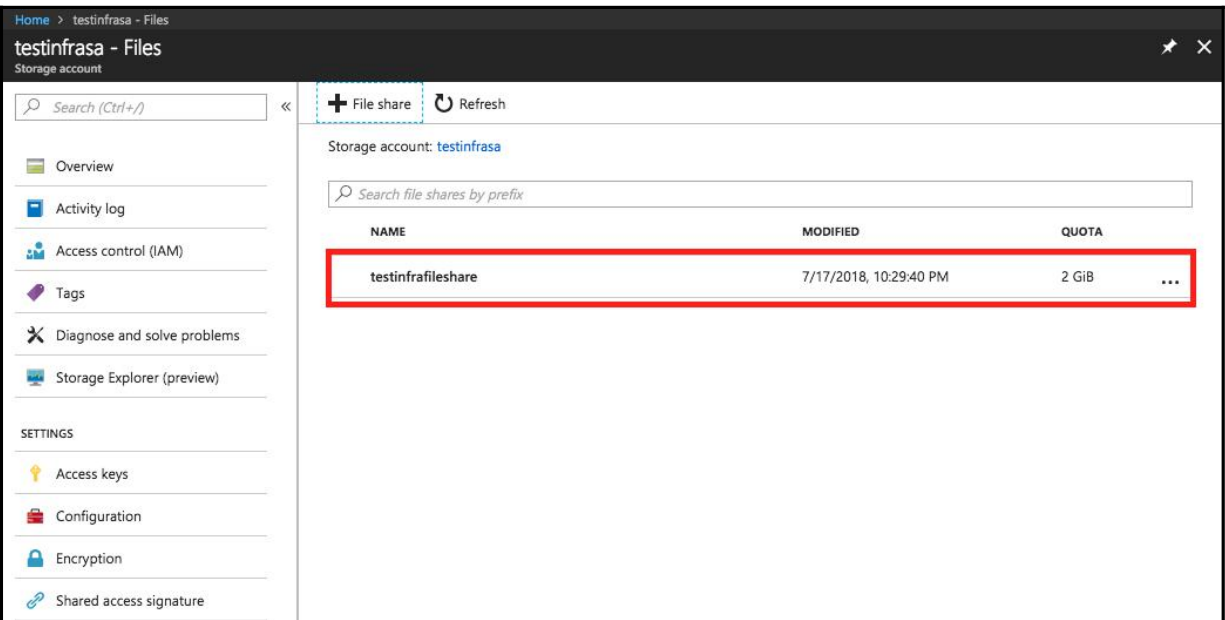 Home > testinfrasa - Files
testinfrasa - Files
Storage account
Search (Ctrl+/)
Overview
Activity log
Access control (IAM)
Tags
Diagnose and solve problems
Storage Explorer (preview)
SETTINGS
Access keys
Configuration
Encryption
Shared access signature
File share Refresh
Storage account: testinfrasa
Search file shares by prefix
NAME MODIFIED QUOTA
testinfrafileshare 7/17/2018, 10:29:40 PM 2 GiB ...